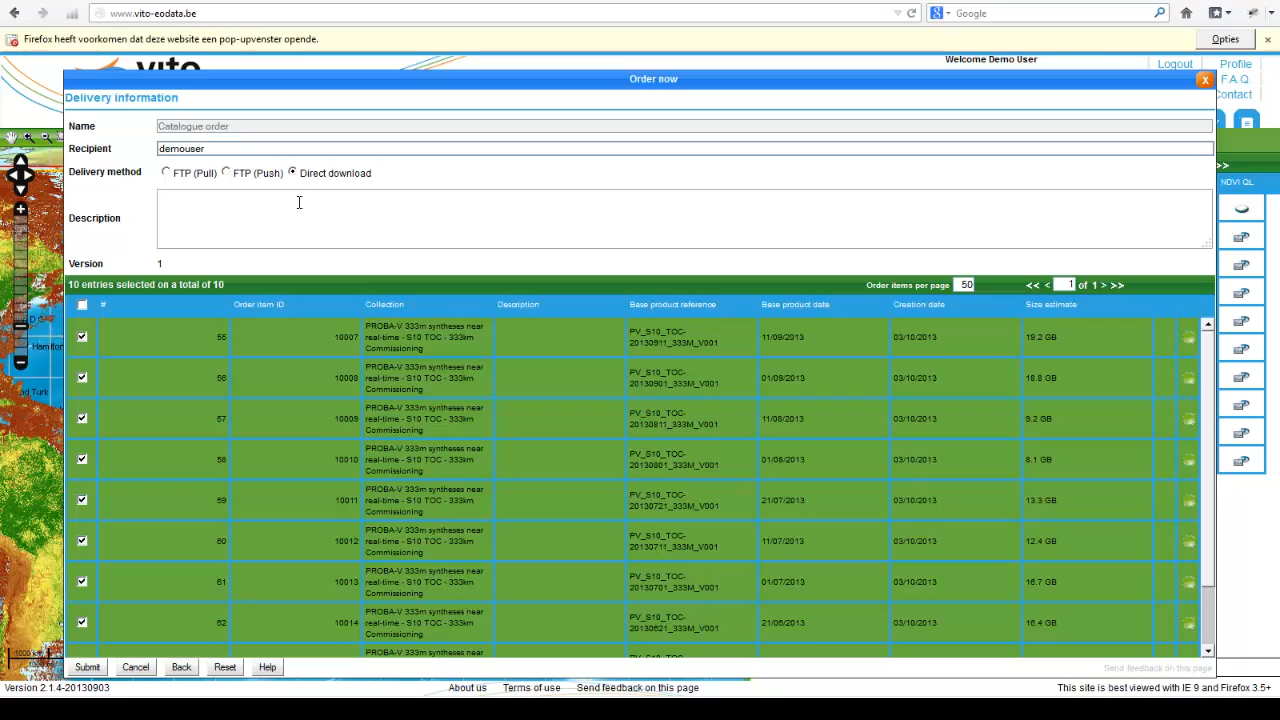 www.vito-eodata.be
Google
Firefox heeft voorkomen dat deze website een pop-upvenster opende.
Opties
vito
Welcome Demo User
Logout
Profile
F.A.Q.
Contact
Order now
Delivery information
Name
Catalogue order
Recipient
demouser
Delivery method
FTP (Pull) FTP (Push) Direct download
Description
Version 1
10 entries selected on a total of 10
Order items per page 50 << < 1 of 1 > >>
>>
NDVI QL
# Order item ID Collection Description Base product reference Base product date Creation date Size estimate
55 10007 PROBA-V 333m syntheses near real-time - S10 TOC - 333km Commissioning PV_S10_TOC-20130911_333M_V001 11/09/2013 03/10/2013 19.2 GB
56 10008 PROBA-V 333m syntheses near real-time - S10 TOC - 333km Commissioning PV_S10_TOC-20130901_333M_V001 01/09/2013 03/10/2013 18.8 GB
57 10009 PROBA-V 333m syntheses near real-time - S10 TOC - 333km Commissioning PV_S10_TOC-20130811_333M_V001 11/08/2013 03/10/2013 9.2 GB
58 10010 PROBA-V 333m syntheses near real-time - S10 TOC - 333km Commissioning PV_S10_TOC-20130801_333M_V001 01/08/2013 03/10/2013 8.1 GB
59 10011 PROBA-V 333m syntheses near real-time - S10 TOC - 333km Commissioning PV_S10_TOC-20130721_333M_V001 21/07/2013 03/10/2013 13.3 GB
60 10012 PROBA-V 333m syntheses near real-time - S10 TOC - 333km Commissioning PV_S10_TOC-20130711_333M_V001 11/07/2013 03/10/2013 12.4 GB
61 10013 PROBA-V 333m syntheses near real-time - S10 TOC - 333km Commissioning PV_S10_TOC-20130701_333M_V001 01/07/2013 03/10/2013 16.7 GB
62 10014 PROBA-V 333m syntheses near real-time - S10 TOC - 333km Commissioning PV_S10_TOC-20130621_333M_V001 21/06/2013 03/10/2013 16.4 GB
Hamilton
nd Turk
1000 km
Submit Cancel Back Reset Help
Send feedback on this page
Version 2.1.4-20130903
About us Terms of use Send feedback on this page
This site is best viewed with IE 9 and Firefox 3.5+